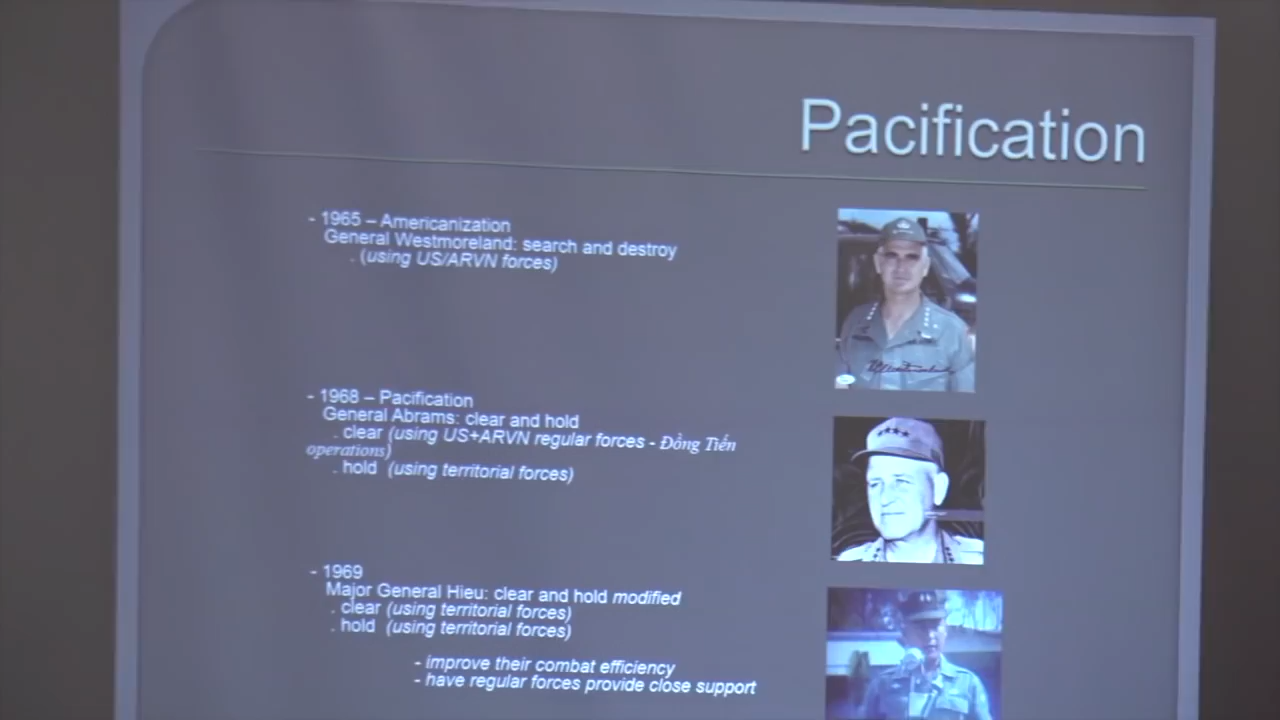 Pacification
- 1965 – Americanization
General Westmoreland: search and destroy
. (using US/ARVN forces)
- 1968 – Pacification
General Abrams: clear and hold
. clear (using US+ARVN regular forces - Đồng Tiến
operations)
. hold (using territorial forces)
- 1969
Major General Hieu: clear and hold modified
. clear (using territorial forces)
. hold (using territorial forces)
- improve their combat efficiency
- have regular forces provide close support